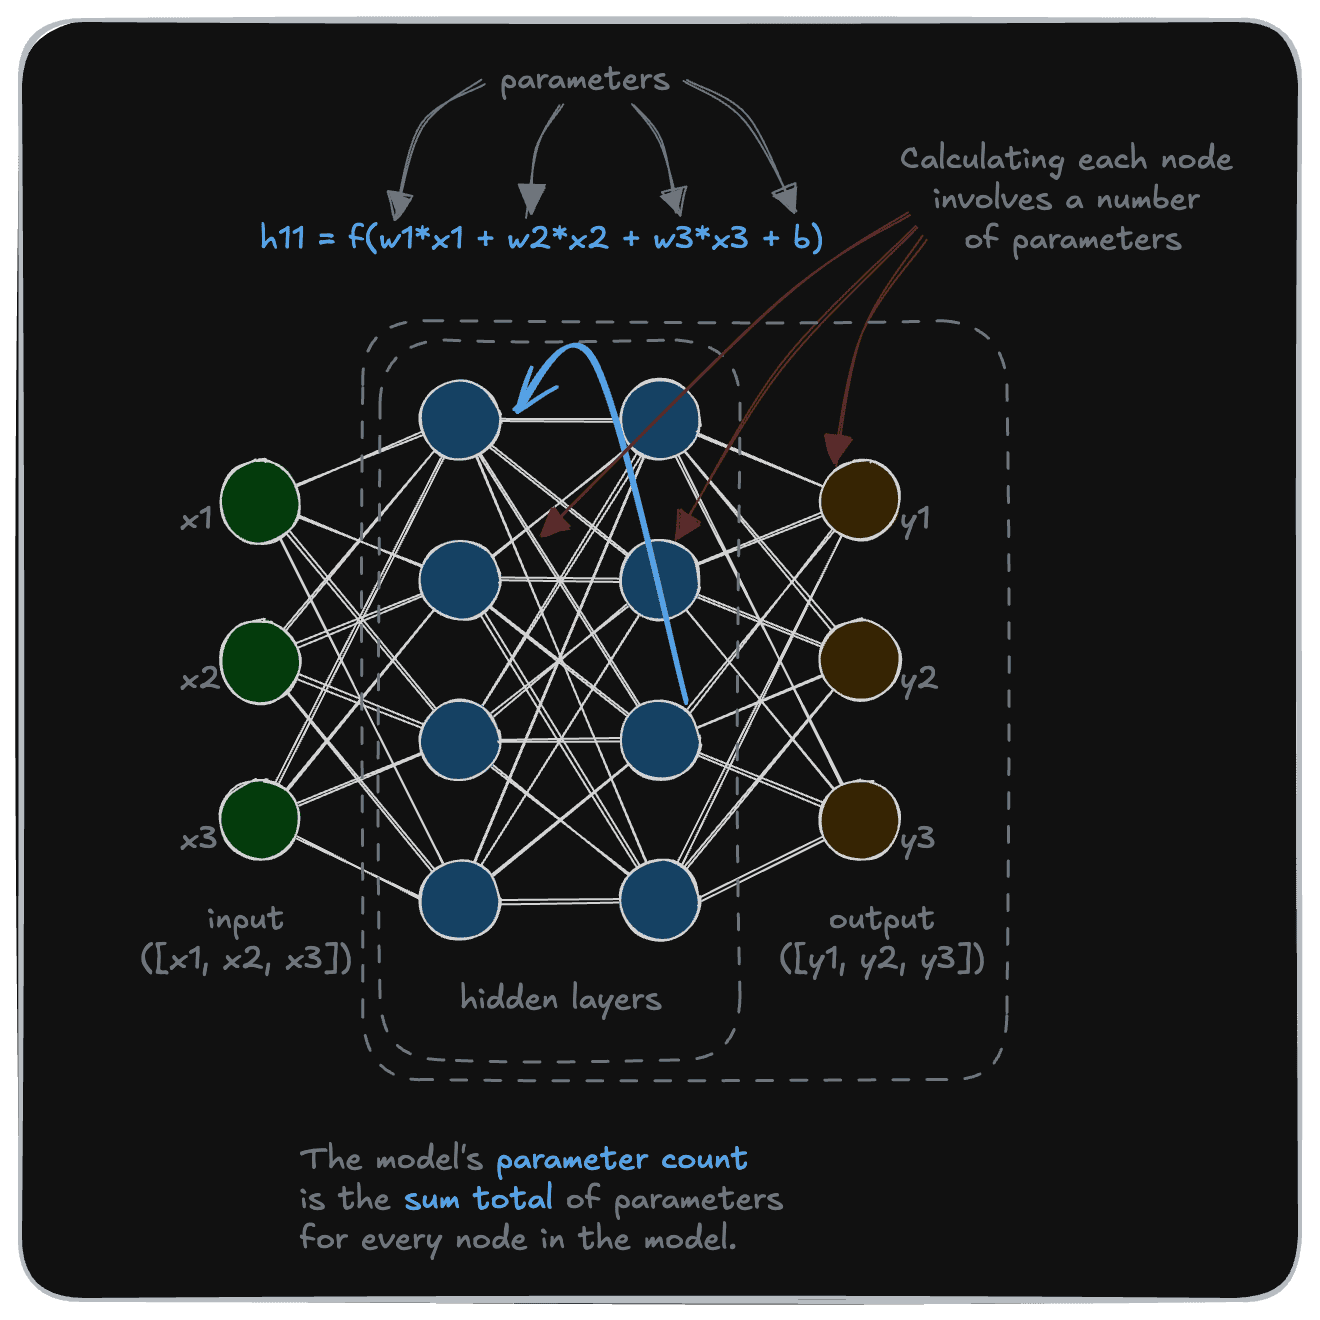 parameters
Calculating each node
involves a number
of parameters
h11 = f(w1*x1 + w2*x2 + w3*x3 + b)
x1
y1
x2
y2
x3
y3
input
([x1, x2, x3])
output
([y1, y2, y3])
hidden layers
The model's parameter count
is the sum total of parameters
for every node in the model.